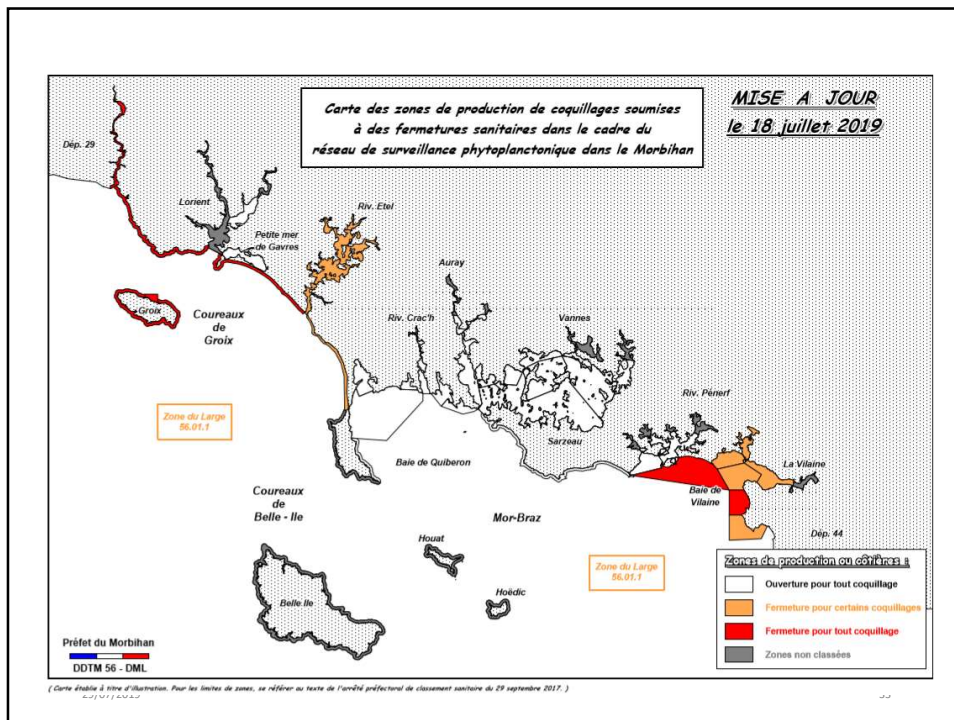 Carte des zones de production de coquillages soumises
à des fermetures sanitaires dans le cadre du
réseau de surveillance phytoplanctonique dans le Morbihan
MISE A JOUR
le 18 juillet 2019
Dép. 29
Lorient
Riv. Etel
Petite mer
de Gavres
Auray
Groix
Coureaux
de
Groix
Riv. Crac'h
Vannes
Riv. Pénerf
Zone du Large
56.01.1
Sarzeau
La Vilaine
Baie de Quiberon
Baie de
Vilaine
Coureaux
de
Belle - Ile
Mor-Braz
Dép. 44
Houat
Zone du Large
56.01.1
Hoëdic
Belle Ile
Zones de production ou côtières :
Ouverture pour tout coquillage
Fermeture pour certains coquillages
Fermeture pour tout coquillage
Zones non classées
Préfet du Morbihan
DDTM 56 - DML
( Carte établie à titre d'illustration. Pour les limites de zones, se référer au texte de l'arrêté préfectoral de classement sanitaire du 29 septembre 2017. )
29/07/2019